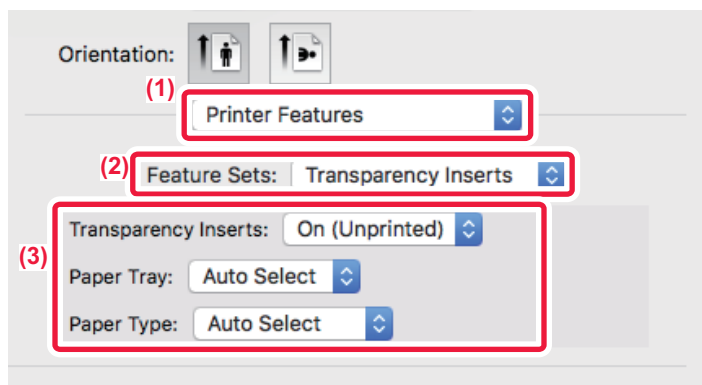 Orientation:
(1)
Printer Features
(2)
Feature Sets: Transparency Inserts
(3)
Transparency Inserts: On (Unprinted)
Paper Tray: Auto Select
Paper Type: Auto Select